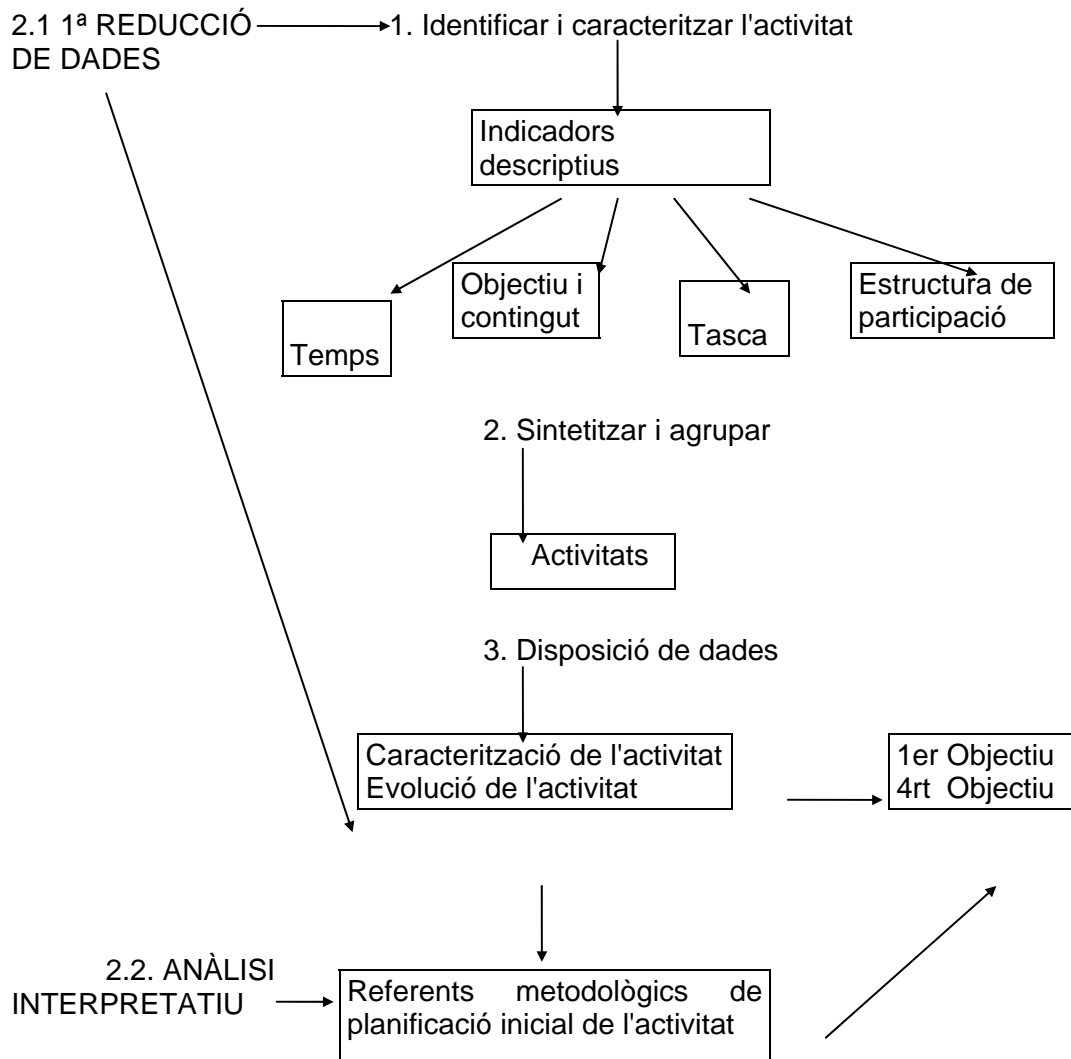 2.1 1ª REDUCCIÓ
DE DADES
1. Identificar i caracteritzar l'activitat
Indicadors
descriptius
Temps
Objectiu i
contingut
Tasca
Estructura de
participació
2. Sintetitzar i agrupar
Activitats
3. Disposició de dades
Caracterització de l'activitat
Evolució de l'activitat
1er Objectiu
4rt Objectiu
2.2. ANÀLISI
INTERPRETATIU
Referents metodològics de
planificació inicial de l'activitat